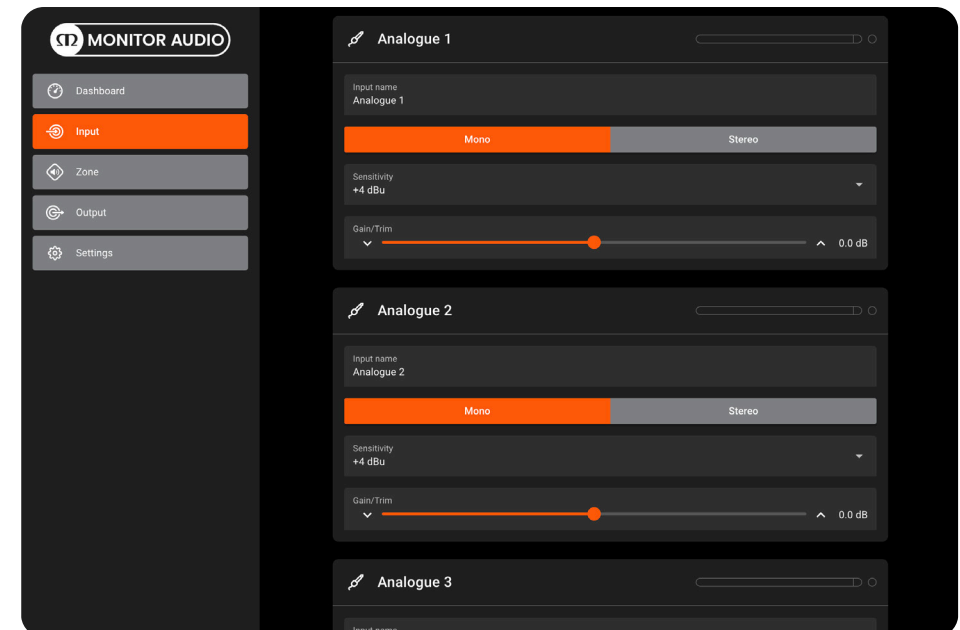 MONITOR AUDIO
Dashboard
Input
Zone
Output
Settings
Analogue 1
Input name
Analogue 1
Mono Stereo
Sensitivity
+4 dBu
Gain/Trim
0.0 dB
Analogue 2
Input name
Analogue 2
Mono Stereo
Sensitivity
+4 dBu
Gain/Trim
0.0 dB
Analogue 3
Input name